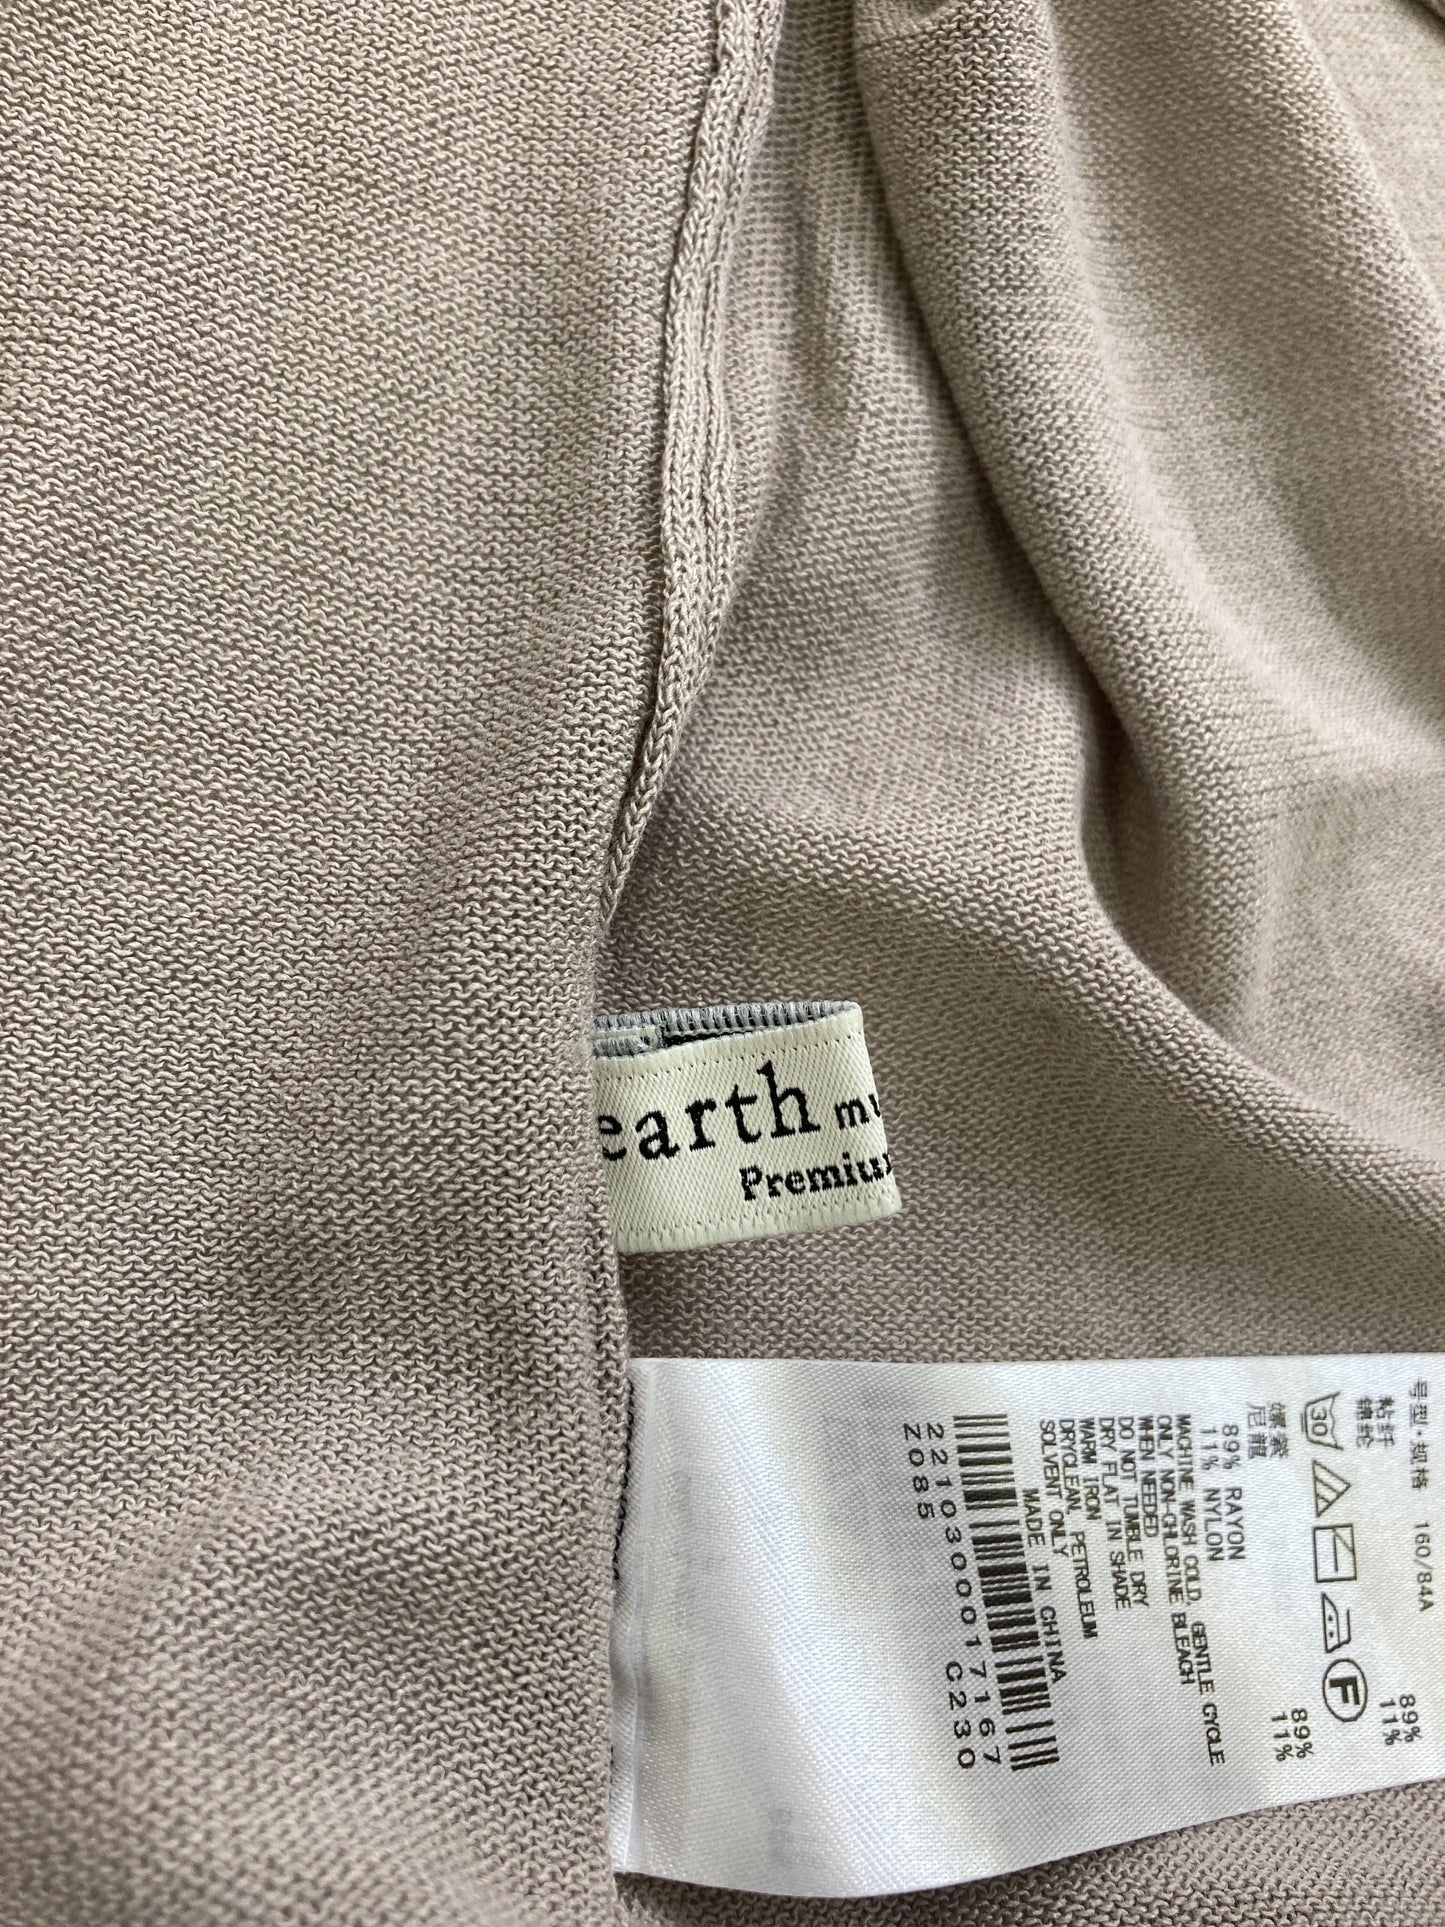 earth mu
Premiu
号型·规格 160/84A
粘纤 89%
锦纶 11%
30 F
嫘縈 89%
尼龍 11%
89% RAYON
11% NYLON
MACHINE WASH COLD, GENTLE CYCLE
ONLY NON-CHLORINE BLEACH
WHEN NEEDED
DO NOT TUMBLE DRY
DRY FLAT IN SHADE
WARM IRON
DRYCLEAN, PETROLEUM
SOLVENT ONLY
MADE IN CHINA
2210300017167
Z085 C230